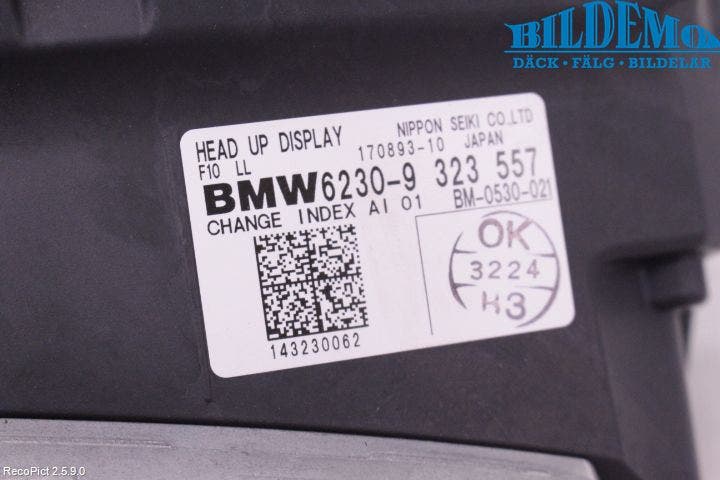 BILDEMO
DÄCK • FÄLG • BILDELAR
HEAD UP DISPLAY NIPPON SEIKI CO.,LTD
F10 LL 170893-10 JAPAN
BMW6230-9 323 557
CHANGE INDEX AI 01 BM-0530-021
OK
3224
H3
143230062
RecoPict 2.5.9.0